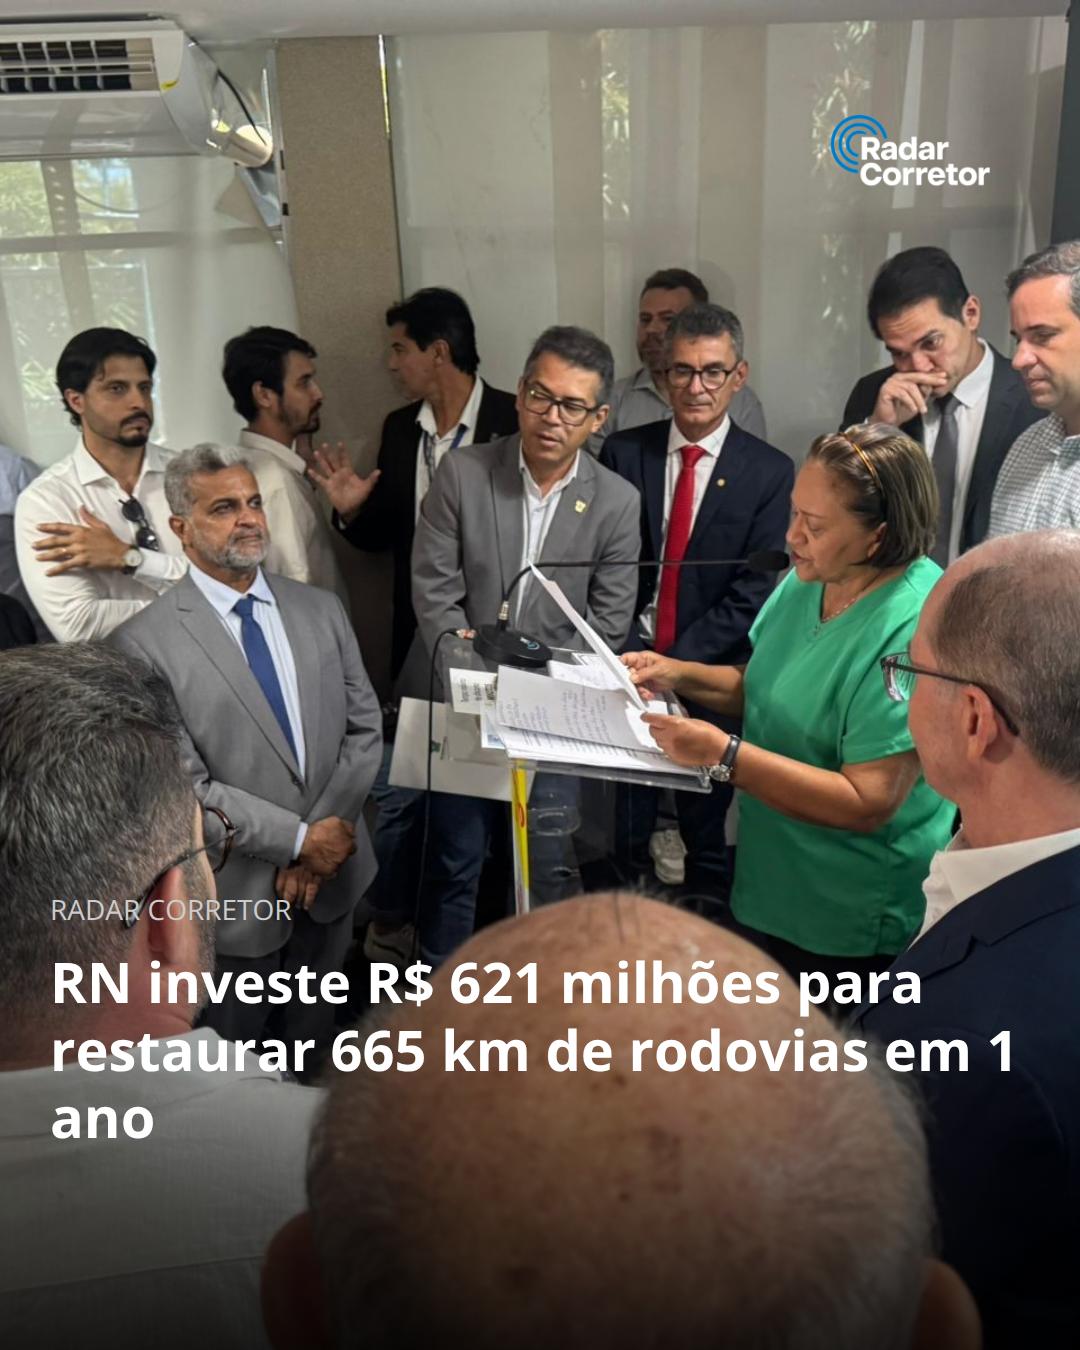 Radar
Corretor
RADAR CORRETOR
RN investe R$ 621 milhões para
restaurar 665 km de rodovias em 1
ano